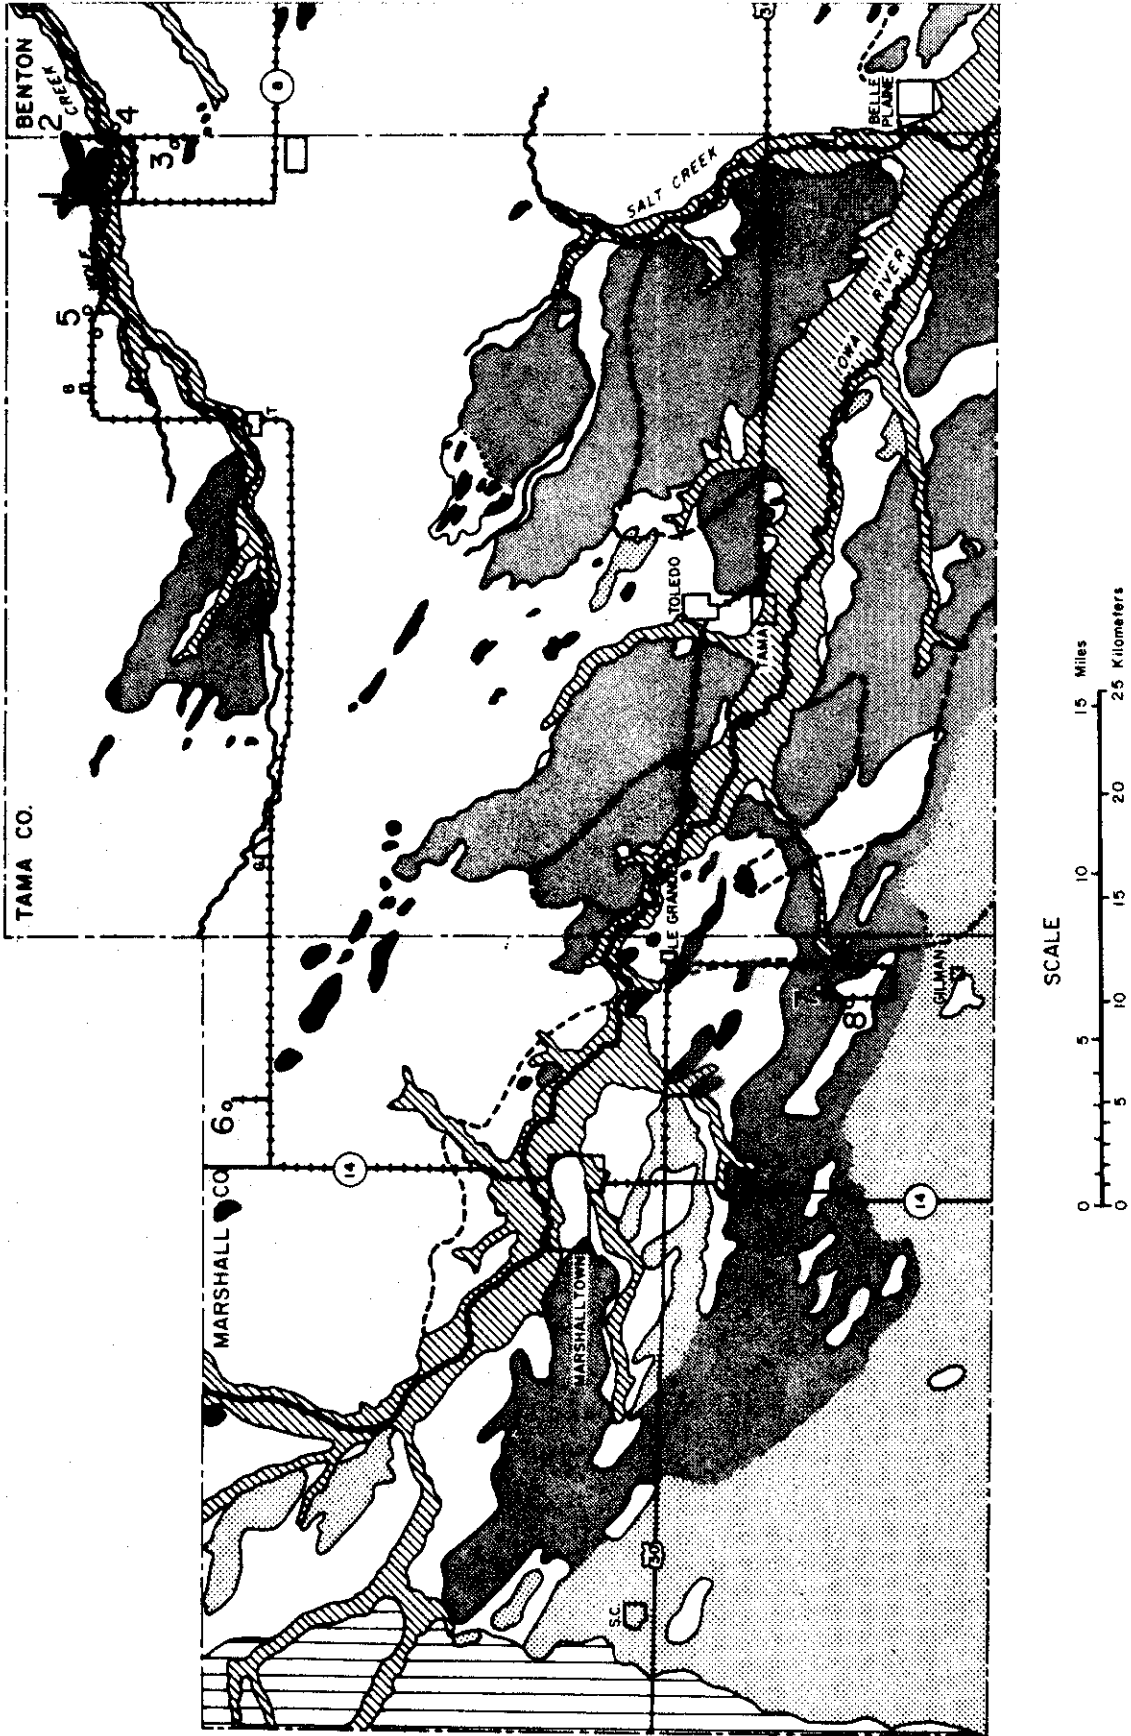 BENTON
2
CREEK
4
3
8
TAMA CO.
WOLF
5
B
T
G
SALT CREEK
30
BELLE
PLAINE
IOWA
RIVER
TOLEDO
TAMA
LE GRAND
6
14
MARSHALL CO
MARSHALLTOWN
7
8
GILMAN
14
S.C.
30
SCALE
0 5 10 15 Miles
0 5 10 15 20 25 Kilometers